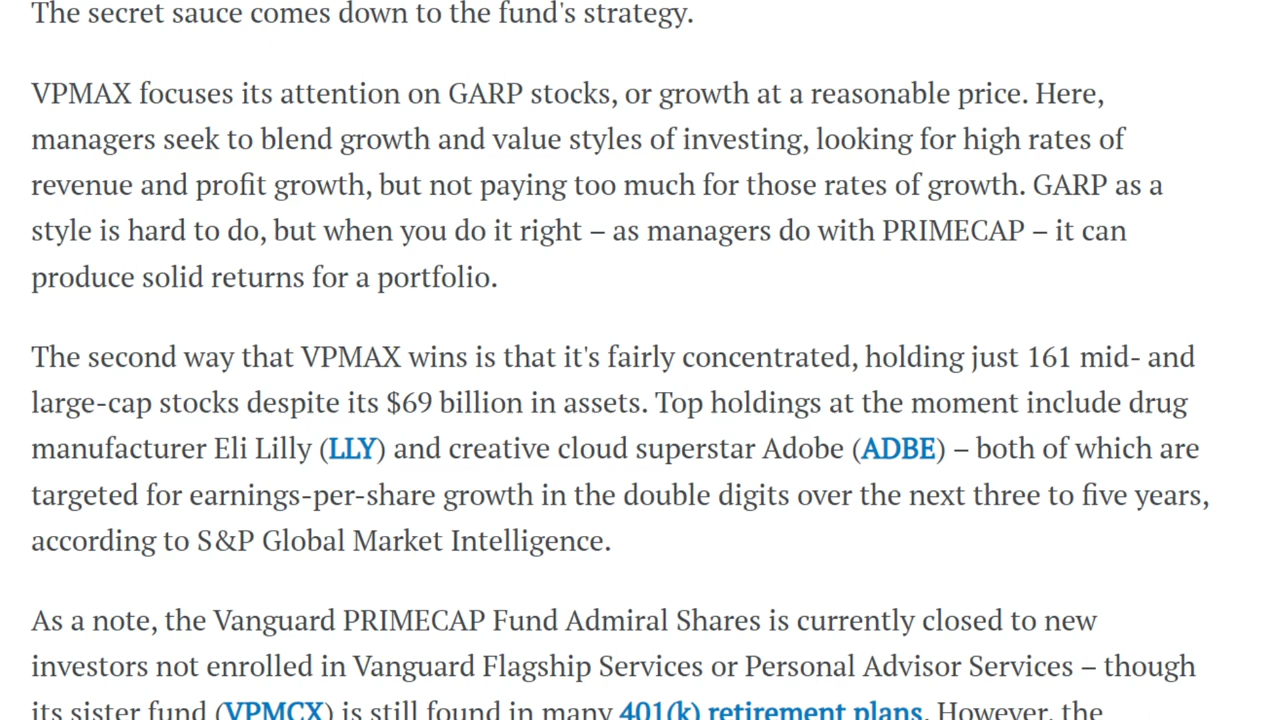 The secret sauce comes down to the fund's strategy.
VPMAX focuses its attention on GARP stocks, or growth at a reasonable price. Here,
managers seek to blend growth and value styles of investing, looking for high rates of
revenue and profit growth, but not paying too much for those rates of growth. GARP as a
style is hard to do, but when you do it right – as managers do with PRIMECAP – it can
produce solid returns for a portfolio.
The second way that VPMAX wins is that it's fairly concentrated, holding just 161 mid- and
large-cap stocks despite its $69 billion in assets. Top holdings at the moment include drug
manufacturer Eli Lilly (LLY) and creative cloud superstar Adobe (ADBE) – both of which are
targeted for earnings-per-share growth in the double digits over the next three to five years,
according to S&P Global Market Intelligence.
As a note, the Vanguard PRIMECAP Fund Admiral Shares is currently closed to new
investors not enrolled in Vanguard Flagship Services or Personal Advisor Services – though
its sister fund (VPMCX) is still found in many 401(k) retirement plans. However, the